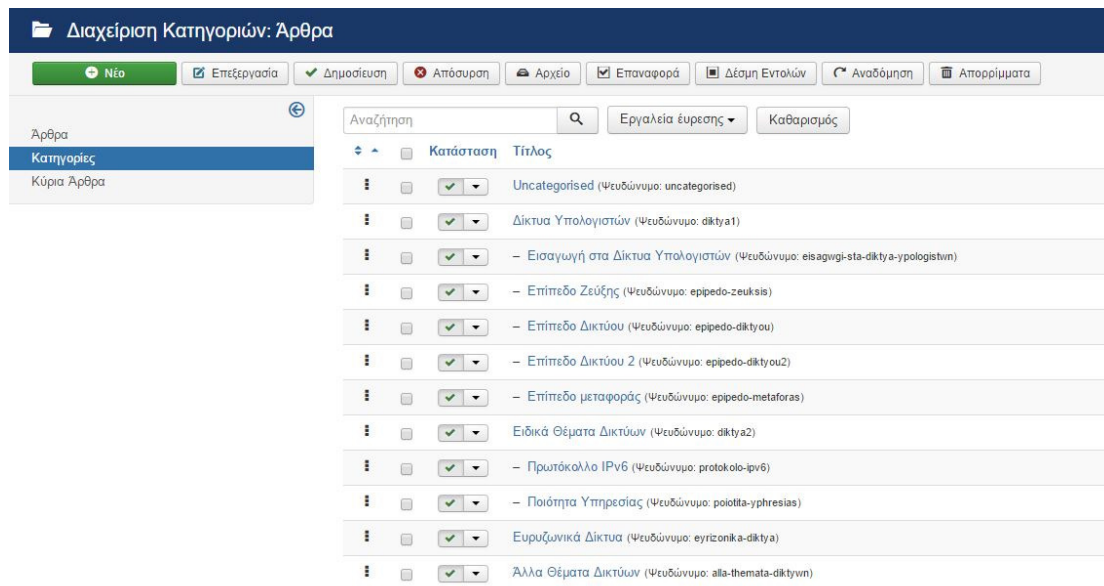 Διαχείριση Κατηγοριών: Άρθρα
Νέο Επεξεργασία Δημοσίευση Απόσυρση Αρχείο Επαναφορά Δέσμη Εντολών Αναδόμηση Απορρίμματα
Αναζήτηση Εργαλεία έυρεσης Καθαρισμός
Άρθρα
Κατηγορίες
Κύρια Άρθρα
Κατάσταση Τίτλος
Uncategorised (Ψευδώνυμο: uncategorised)
Δίκτυα Υπολογιστών (Ψευδώνυμο: diktya1)
– Εισαγωγή στα Δίκτυα Υπολογιστών (Ψευδώνυμο: eisagwgi-sta-diktya-ypologistwn)
– Επίπεδο Ζεύξης (Ψευδώνυμο: epipedo-zeuksis)
– Επίπεδο Δικτύου (Ψευδώνυμο: epipedo-diktyou)
– Επίπεδο Δικτύου 2 (Ψευδώνυμο: epipedo-diktyou2)
– Επίπεδο μεταφοράς (Ψευδώνυμο: epipedo-metaforas)
Ειδικά Θέματα Δικτύων (Ψευδώνυμο: diktya2)
– Πρωτόκολλο IPv6 (Ψευδώνυμο: protokolo-ipv6)
– Ποιότητα Υπηρεσίας (Ψευδώνυμο: poiotita-yphresias)
Ευρυζωνικά Δίκτυα (Ψευδώνυμο: eyrizonika-diktya)
Άλλα Θέματα Δικτύων (Ψευδώνυμο: alla-themata-diktywn)